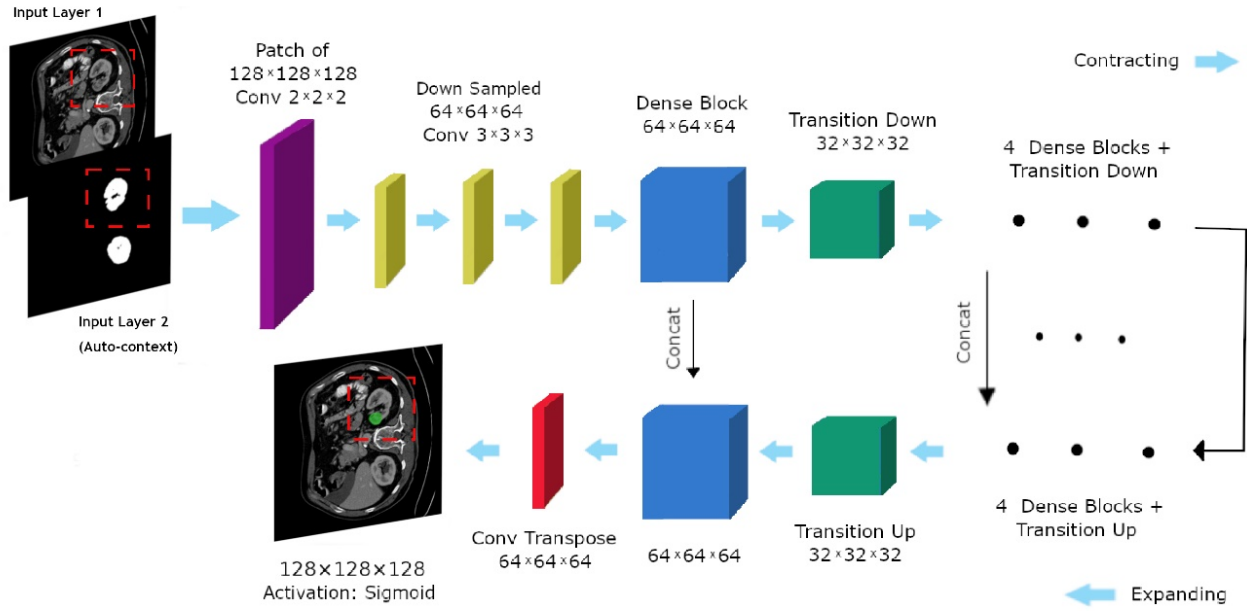 Input Layer 1
Patch of
128×128×128
Conv 2×2×2
Down Sampled
64×64×64
Conv 3×3×3
Dense Block
64×64×64
Transition Down
32×32×32
Contracting
4 Dense Blocks +
Transition Down
Input Layer 2
(Auto-context)
Concat
Concat
128×128×128
Activation: Sigmoid
Conv Transpose
64×64×64
64×64×64
Transition Up
32×32×32
4 Dense Blocks +
Transition Up
Expanding